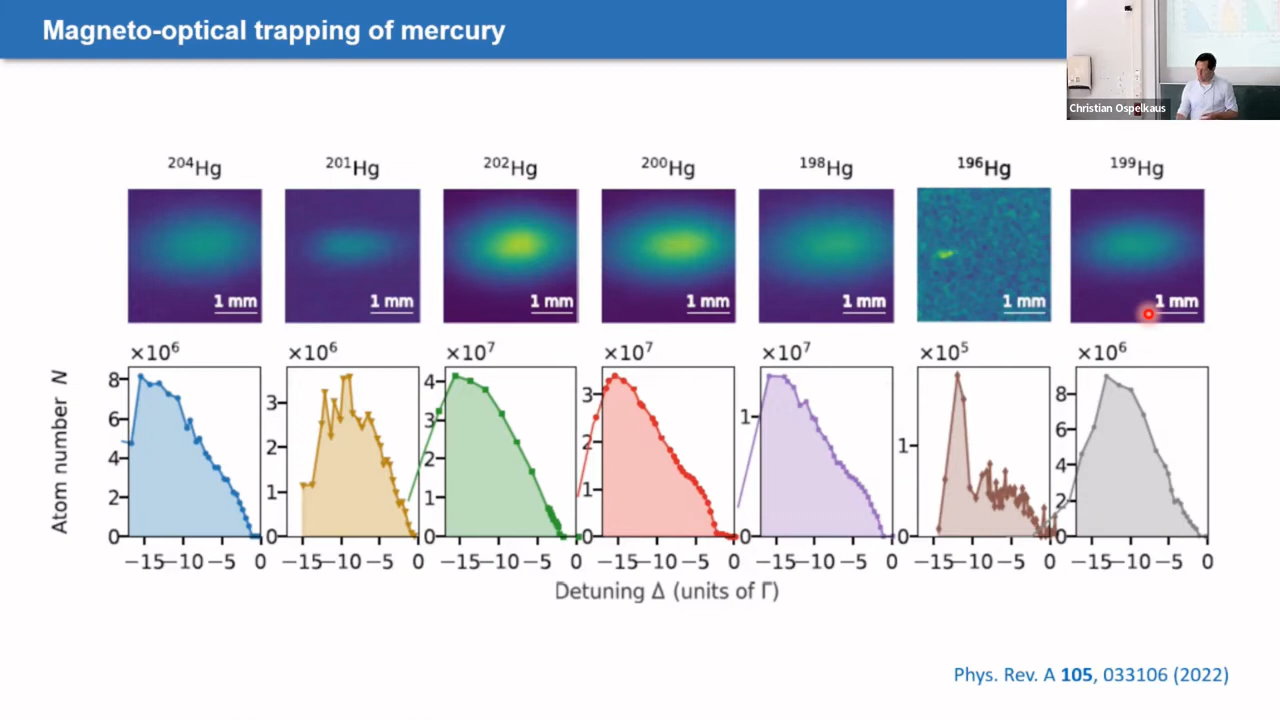 Magneto-optical trapping of mercury
Christian Ospelkaus
²⁰⁴Hg ²⁰¹Hg ²⁰²Hg ²⁰⁰Hg ¹⁹⁸Hg ¹⁹⁶Hg ¹⁹⁹Hg
1 mm 1 mm 1 mm 1 mm 1 mm 1 mm 1 mm
×10⁶ ×10⁶ ×10⁷ ×10⁷ ×10⁷ ×10⁵ ×10⁶
Atom number N
8 6 4 2 0
3 2 1 0
4 3 2 1 0
3 2 1 0
1 0
1 0
8 6 4 2 0
−15 −10 −5 0 −15 −10 −5 0 −15 −10 −5 0 −15 −10 −5 0 −15 −10 −5 0 −15 −10 −5 0 −15 −10 −5 0
Detuning Δ (units of Γ)
Phys. Rev. A 105, 033106 (2022)